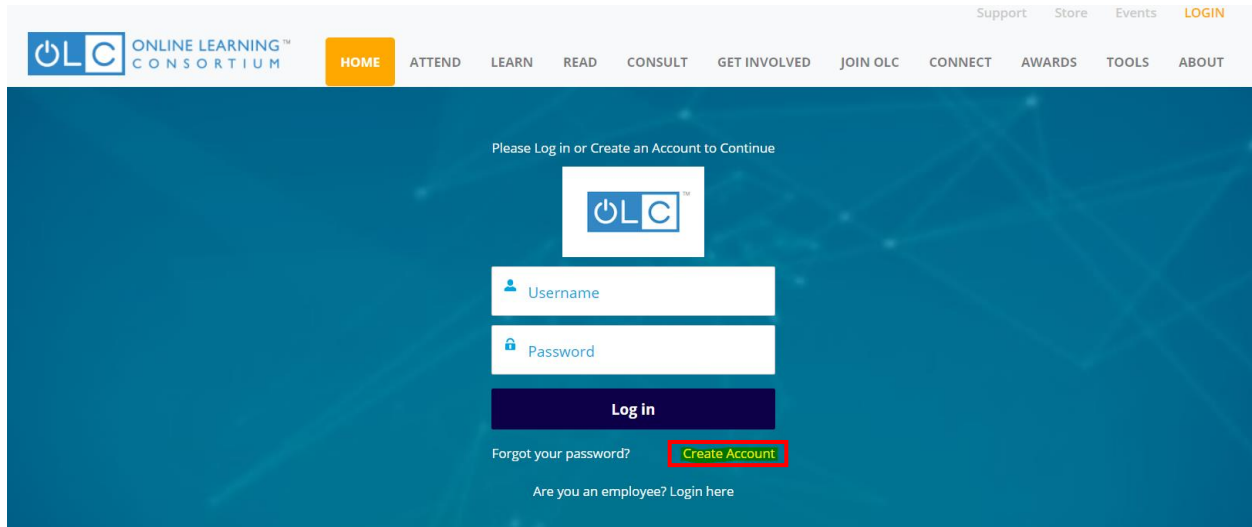 Support Store Events LOGIN
OLC ONLINE LEARNING™
CONSORTIUM
HOME ATTEND LEARN READ CONSULT GET INVOLVED JOIN OLC CONNECT AWARDS TOOLS ABOUT
Please Log in or Create an Account to Continue
OLC™
Username
Password
Log in
Forgot your password? Create Account
Are you an employee? Login here